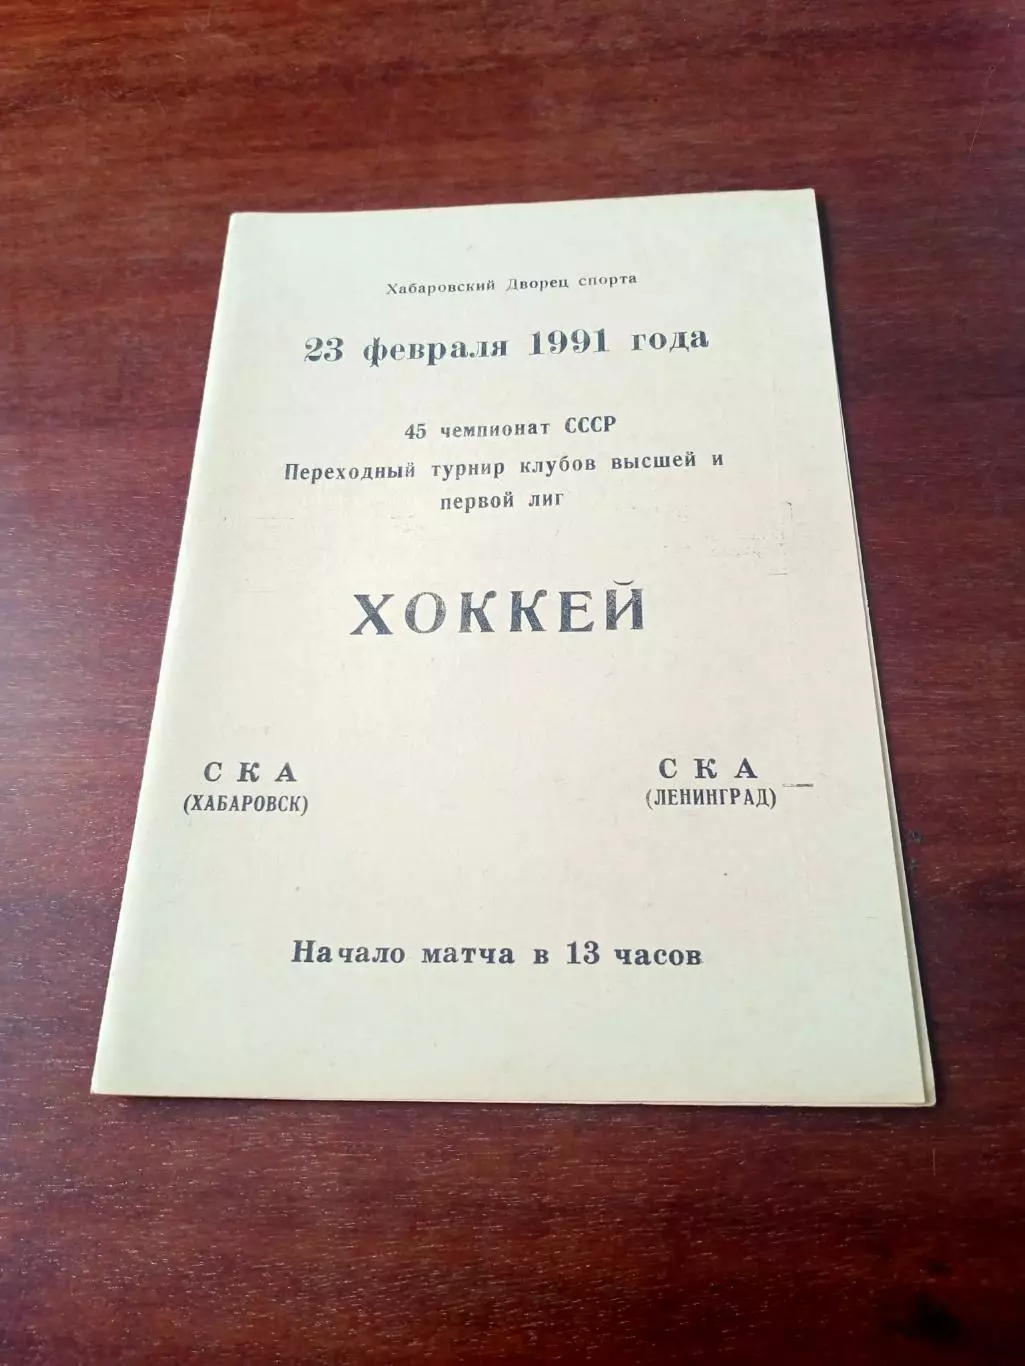 Хабаровский Дворец спорта
23 февраля 1991 года
45 чемпионат СССР
Переходный турнир клубов высшей и
первой лиг
ХОККЕЙ
СКА
(ХАБАРОВСК)
СКА
(ЛЕНИНГРАД)
Начало матча в 13 часов